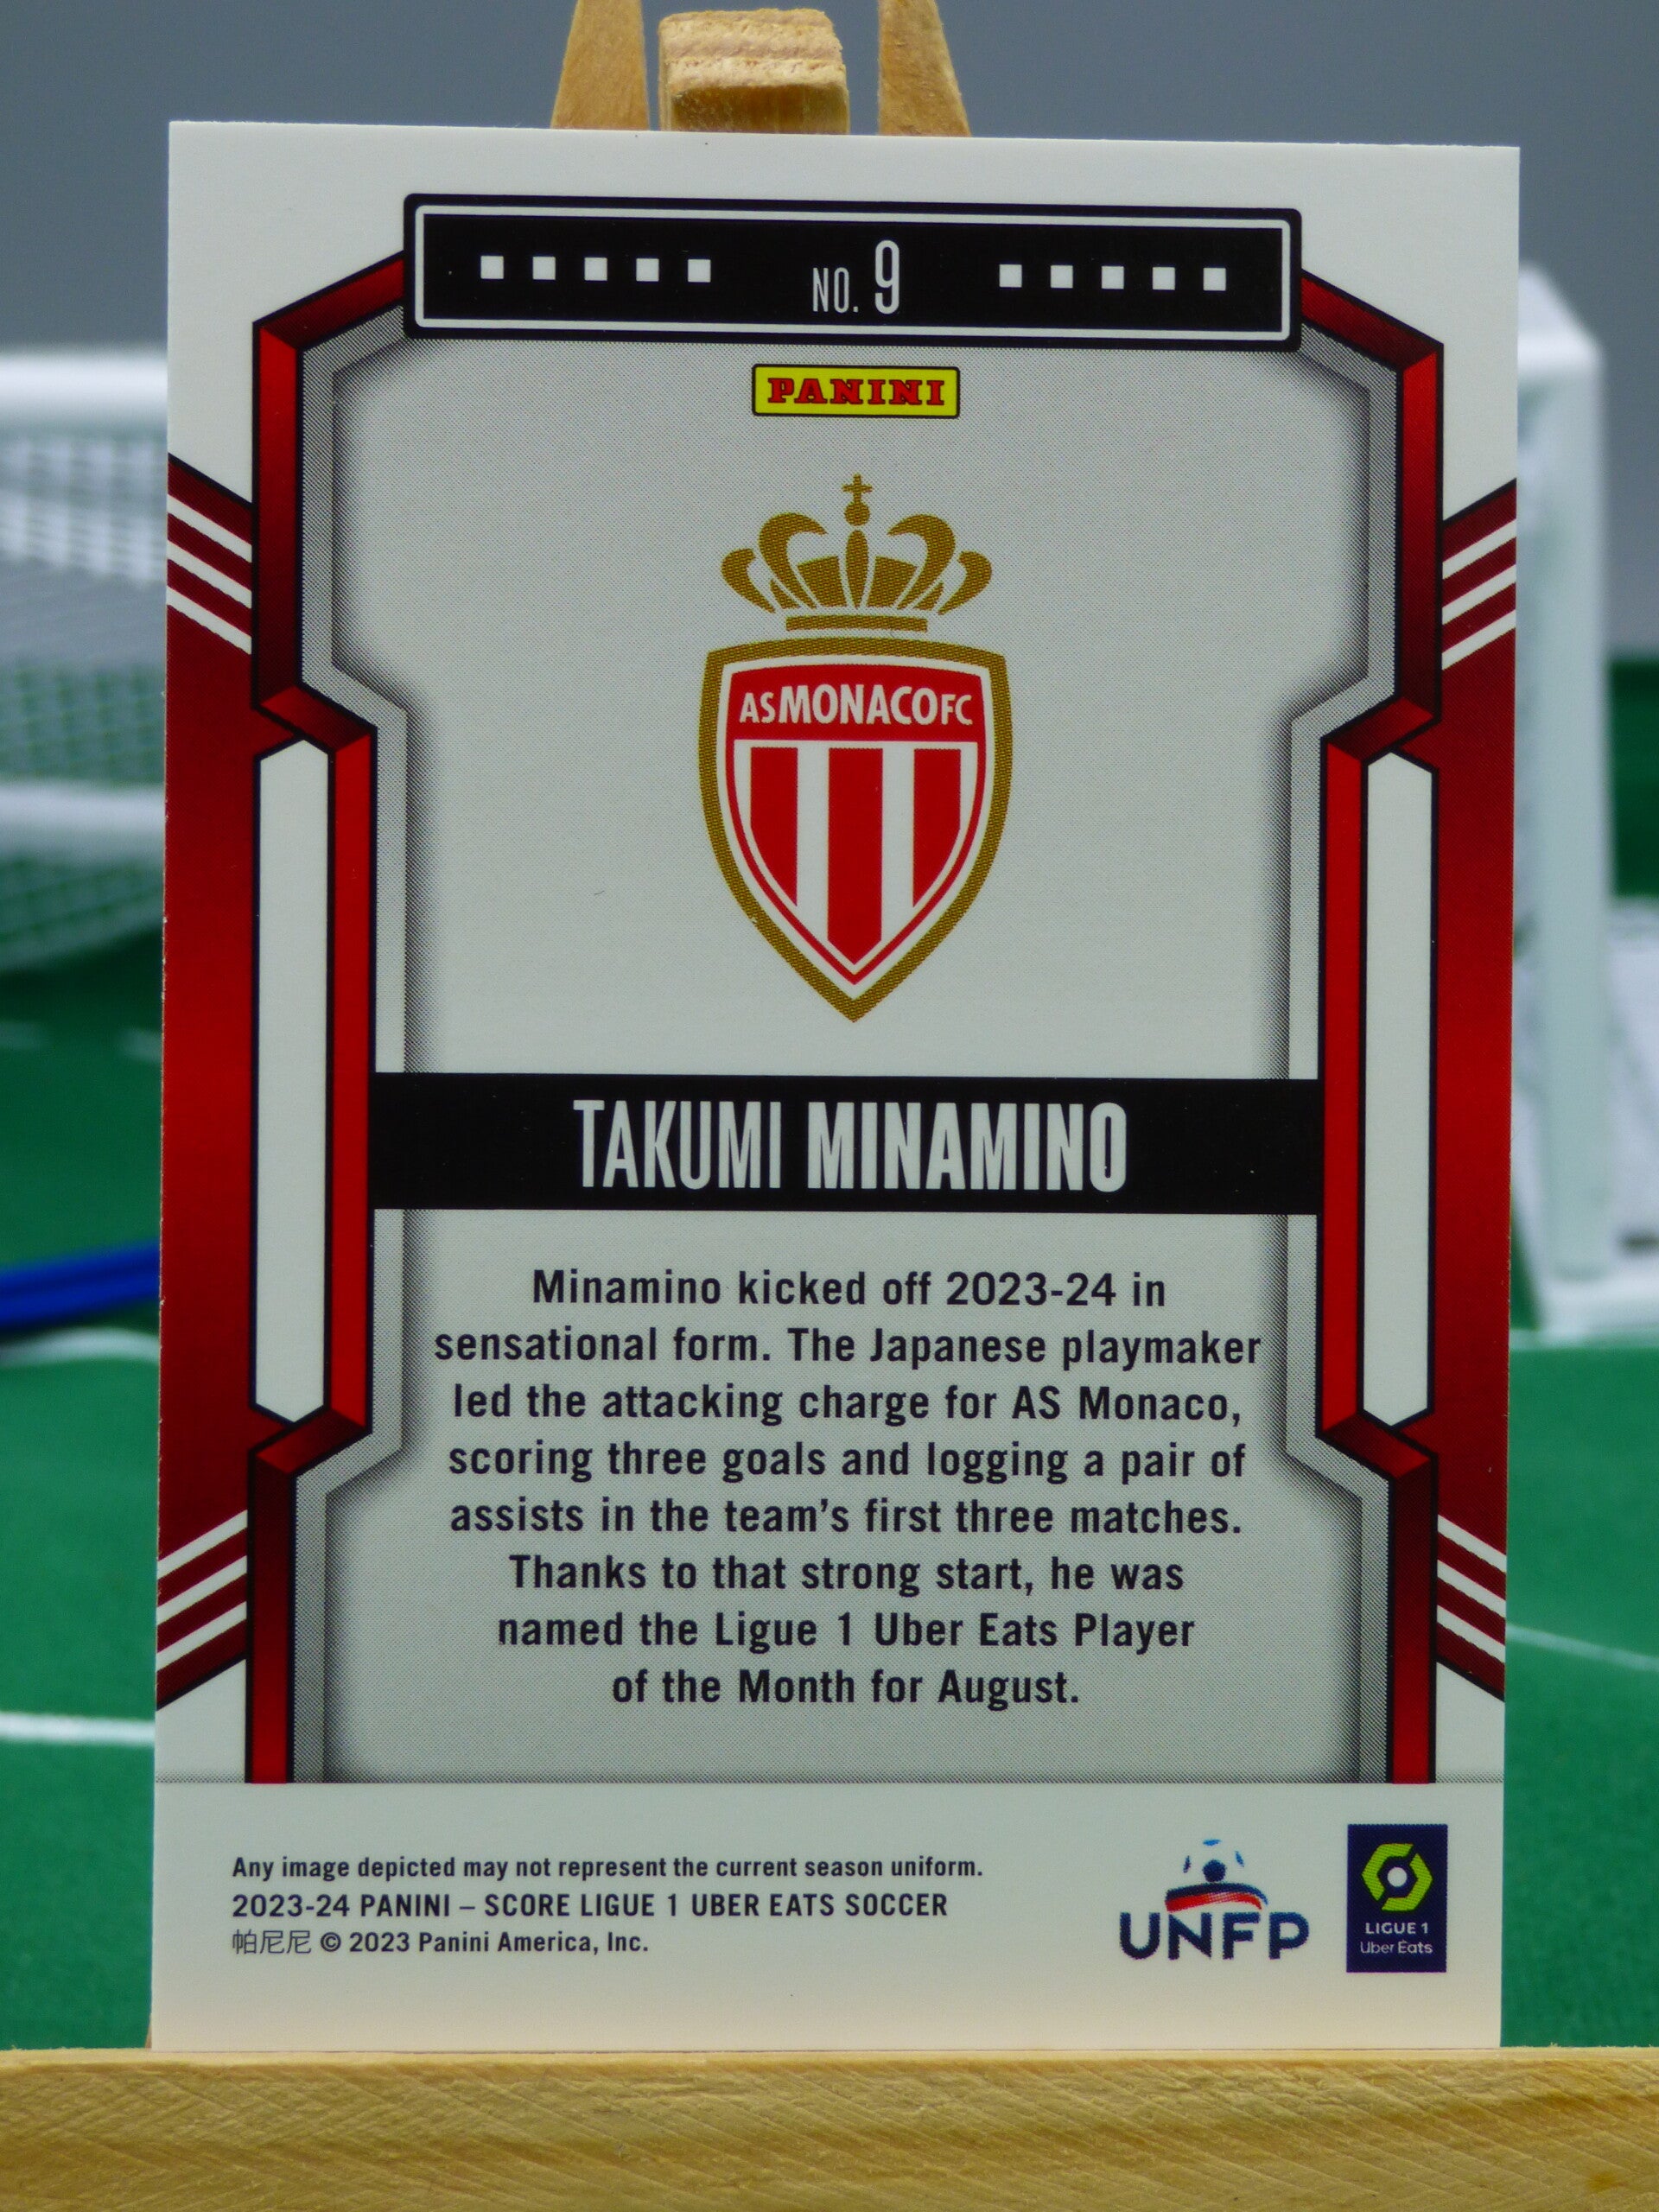 NO. 9
PANINI
AS MONACO FC
TAKUMI MINAMINO
Minamino kicked off 2023-24 in
sensational form. The Japanese playmaker
led the attacking charge for AS Monaco,
scoring three goals and logging a pair of
assists in the team’s first three matches.
Thanks to that strong start, he was
named the Ligue 1 Uber Eats Player
of the Month for August.
Any image depicted may not represent the current season uniform.
2023-24 PANINI – SCORE LIGUE 1 UBER EATS SOCCER
帕尼尼 © 2023 Panini America, Inc.
UNFP
LIGUE 1
Uber Eats